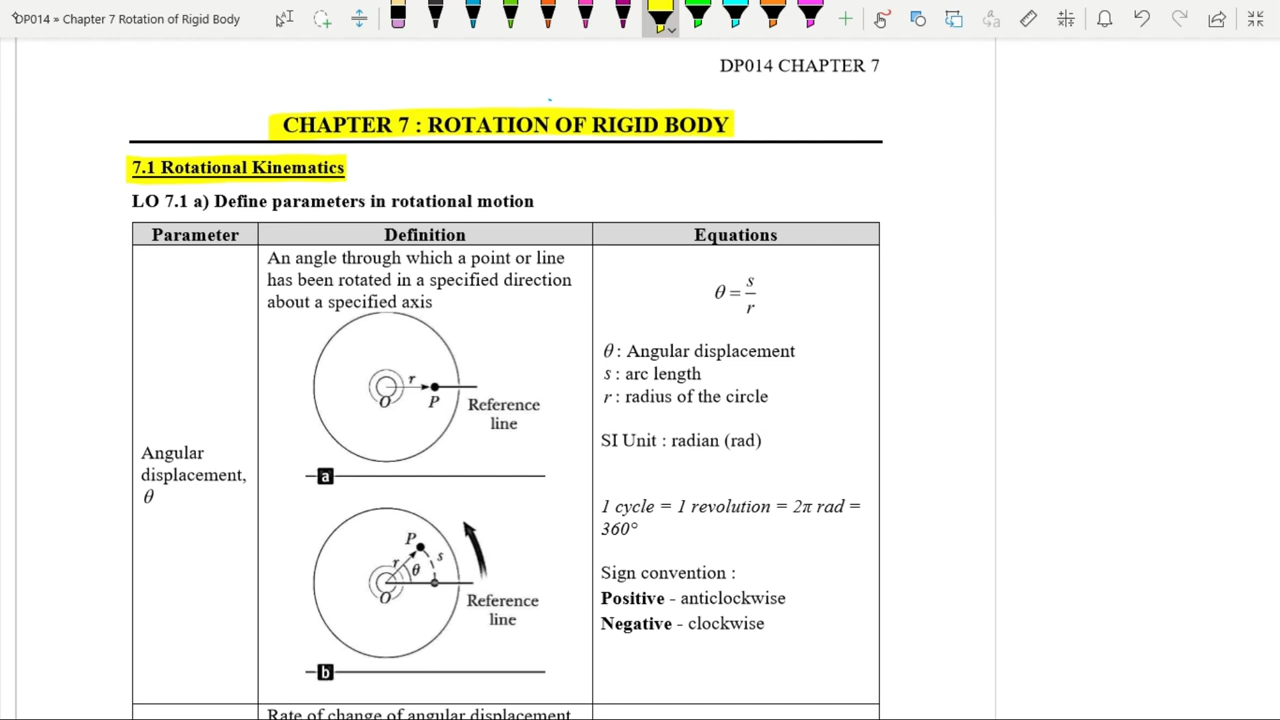 DP014 » Chapter 7 Rotation of Rigid Body
DP014 CHAPTER 7
CHAPTER 7 : ROTATION OF RIGID BODY
7.1 Rotational Kinematics
LO 7.1 a) Define parameters in rotational motion
Parameter Definition Equations
Angular
displacement,
θ
An angle through which a point or line
has been rotated in a specified direction
about a specified axis
r
O P
Reference
line
a
P
r s
θ
O
Reference
line
b
θ = s/r
θ : Angular displacement
s : arc length
r : radius of the circle
SI Unit : radian (rad)
1 cycle = 1 revolution = 2π rad =
360°
Sign convention :
Positive - anticlockwise
Negative - clockwise
Rate of change of angular displacement